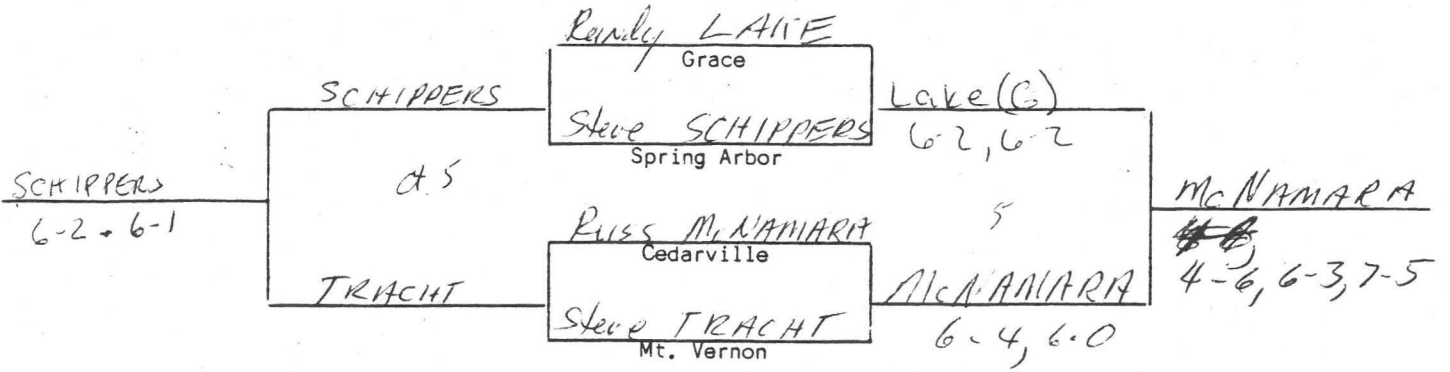 Randy LAKE
Grace
SCHIPPERS
Lake (G)
Steve SCHIPPERS
6-2, 6-2
Spring Arbor
ct. 5
SCHIPPERS
McNAMARA
6-2 • 6-1
5
Russ McNAMARA
Cedarville
4-6, 6-3, 7-5
TRACHT
McNAMARA
Steve TRACHT
6-4, 6-0
Mt. Vernon